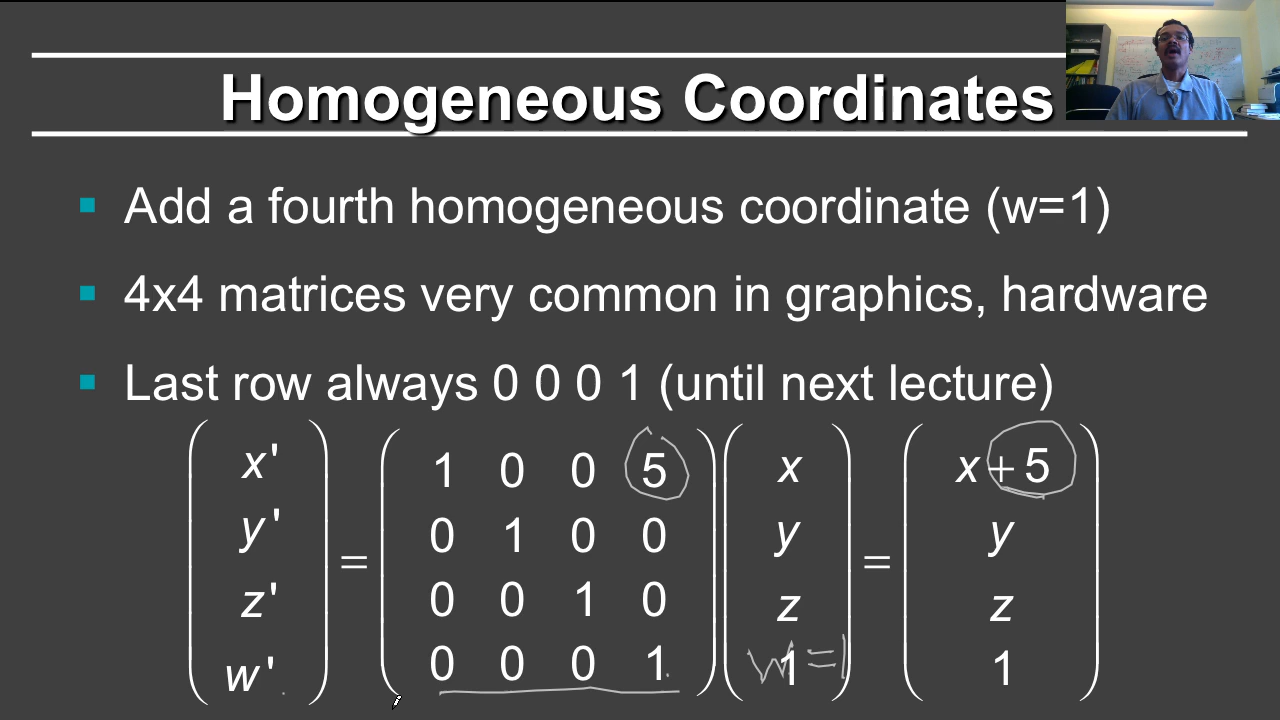 Homogeneous Coordinates
Add a fourth homogeneous coordinate (w=1)
4x4 matrices very common in graphics, hardware
Last row always 0 0 0 1 (until next lecture)
x' 1 0 0 5 x x + 5
y' 0 1 0 0 y y
z' = 0 0 1 0 z = z
w' 0 0 0 1 1 1
w=1